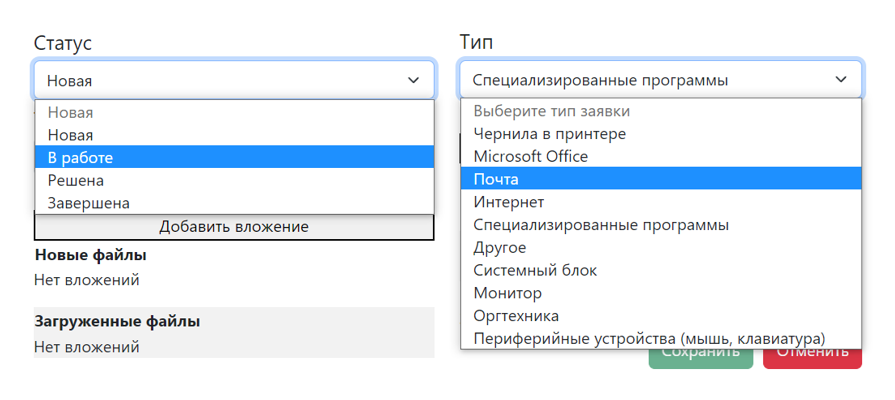 Статус
Новая
Новая
Новая
В работе
Решена
Завершена
Добавить вложение
Новые файлы
Нет вложений
Загруженные файлы
Нет вложений
Тип
Специализированные программы
Выберите тип заявки
Чернила в принтере
Microsoft Office
Почта
Интернет
Специализированные программы
Другое
Системный блок
Монитор
Оргтехника
Периферийные устройства (мышь, клавиатура)
Сохранить
Отменить